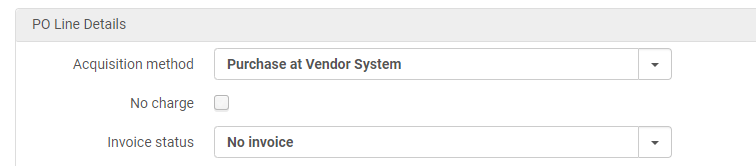 PO Line Details
Acquisition method Purchase at Vendor System
No charge
Invoice status No invoice